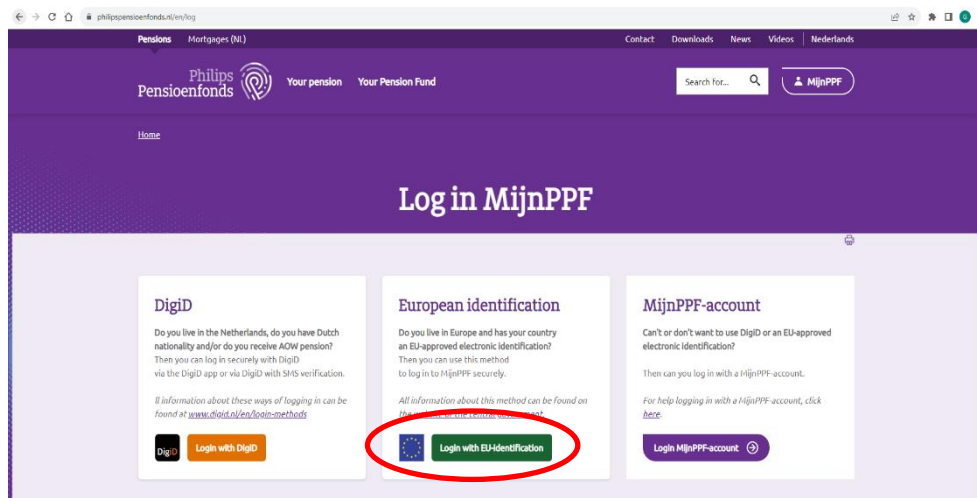 philipspensioenfonds.nl/en/log
Pensions Mortgages (NL) Contact Downloads News Videos Nederlands
Philips
Pensioenfonds
Your pension Your Pension Fund
Search for...
MijnPPF
Home
Log in MijnPPF
DigiD
Do you live in the Netherlands, do you have Dutch
nationality and/or do you receive AOW pension?
Then you can log in securely with DigiD
via the DigiD app or via DigiD with SMS verification.
ll information about these ways of logging in can be
found at www.digid.nl/en/login-methods
DigiD
Login with DigiD
European identification
Do you live in Europe and has your country
an EU-approved electronic identification?
Then you can use this method
to log in to MijnPPF securely.
All information about this method can be found on
the website of the central government.
Login with EU-identification
MijnPPF-account
Can't or don't want to use DigiD or an EU-approved
electronic identification?
Then can you log in with a MijnPPF-account.
For help logging in with a MijnPPF-account, click
here.
Login MijnPPF-account